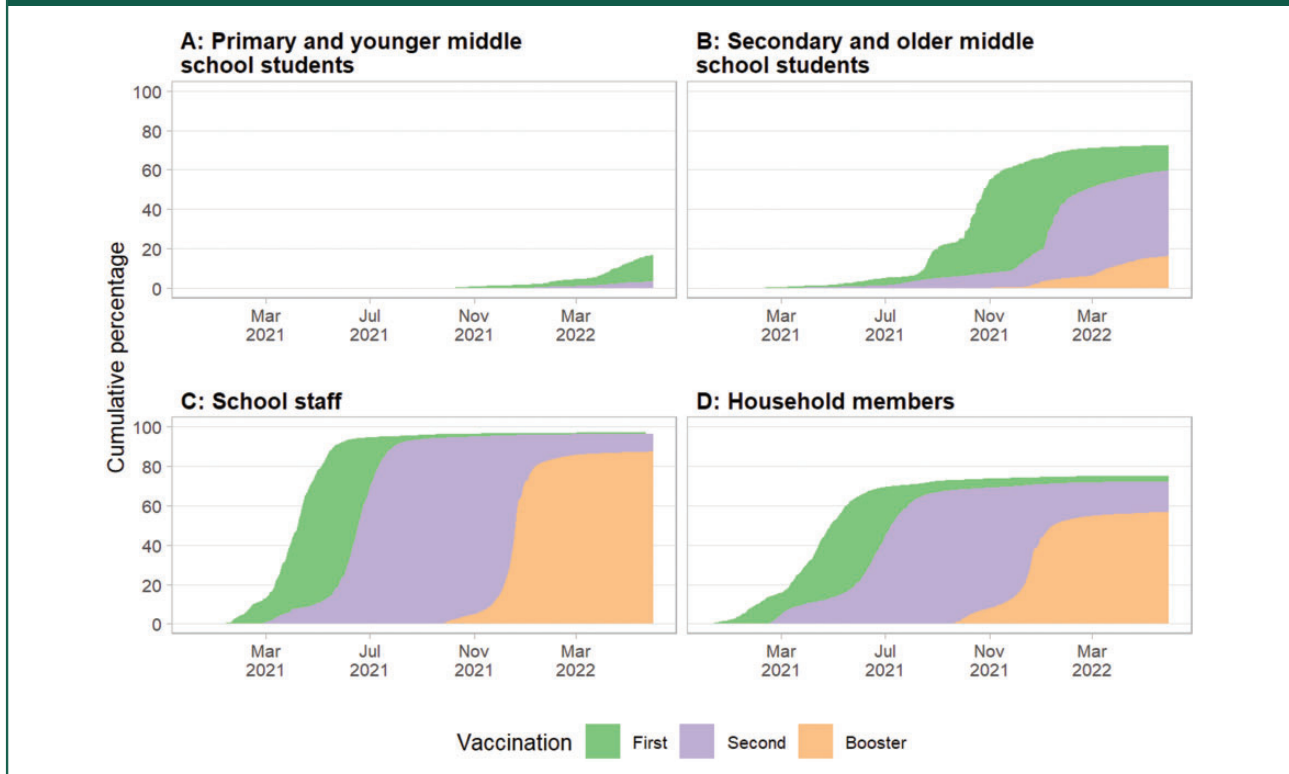 A: Primary and younger middle
school students
B: Secondary and older middle
school students
100
80
60
40
20
0
Mar
2021
Jul
2021
Nov
2021
Mar
2022
Mar
2021
Jul
2021
Nov
2021
Mar
2022
Cumulative percentage
C: School staff
D: Household members
100
80
60
40
20
0
Mar
2021
Jul
2021
Nov
2021
Mar
2022
Mar
2021
Jul
2021
Nov
2021
Mar
2022
Vaccination First Second Booster